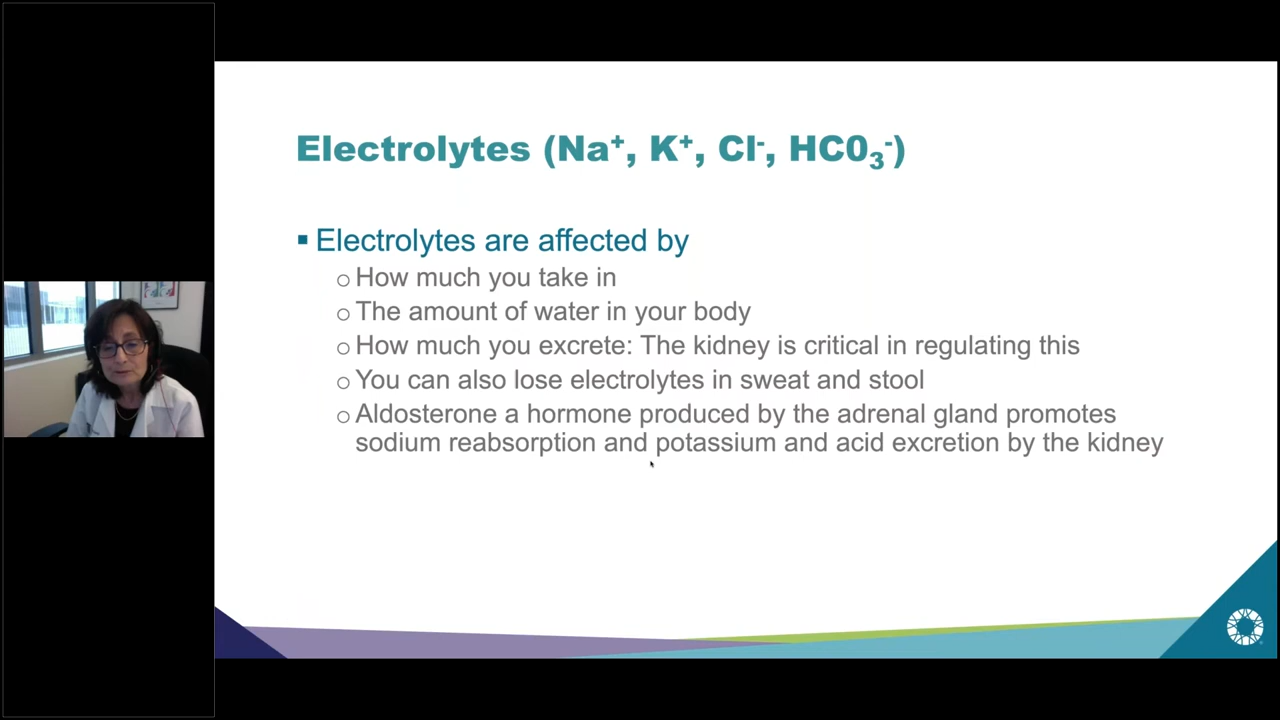 Electrolytes (Na⁺, K⁺, Cl⁻, HC0₃⁻)
▪ Electrolytes are affected by
o How much you take in
o The amount of water in your body
o How much you excrete: The kidney is critical in regulating this
o You can also lose electrolytes in sweat and stool
o Aldosterone a hormone produced by the adrenal gland promotes
sodium reabsorption and potassium and acid excretion by the kidney